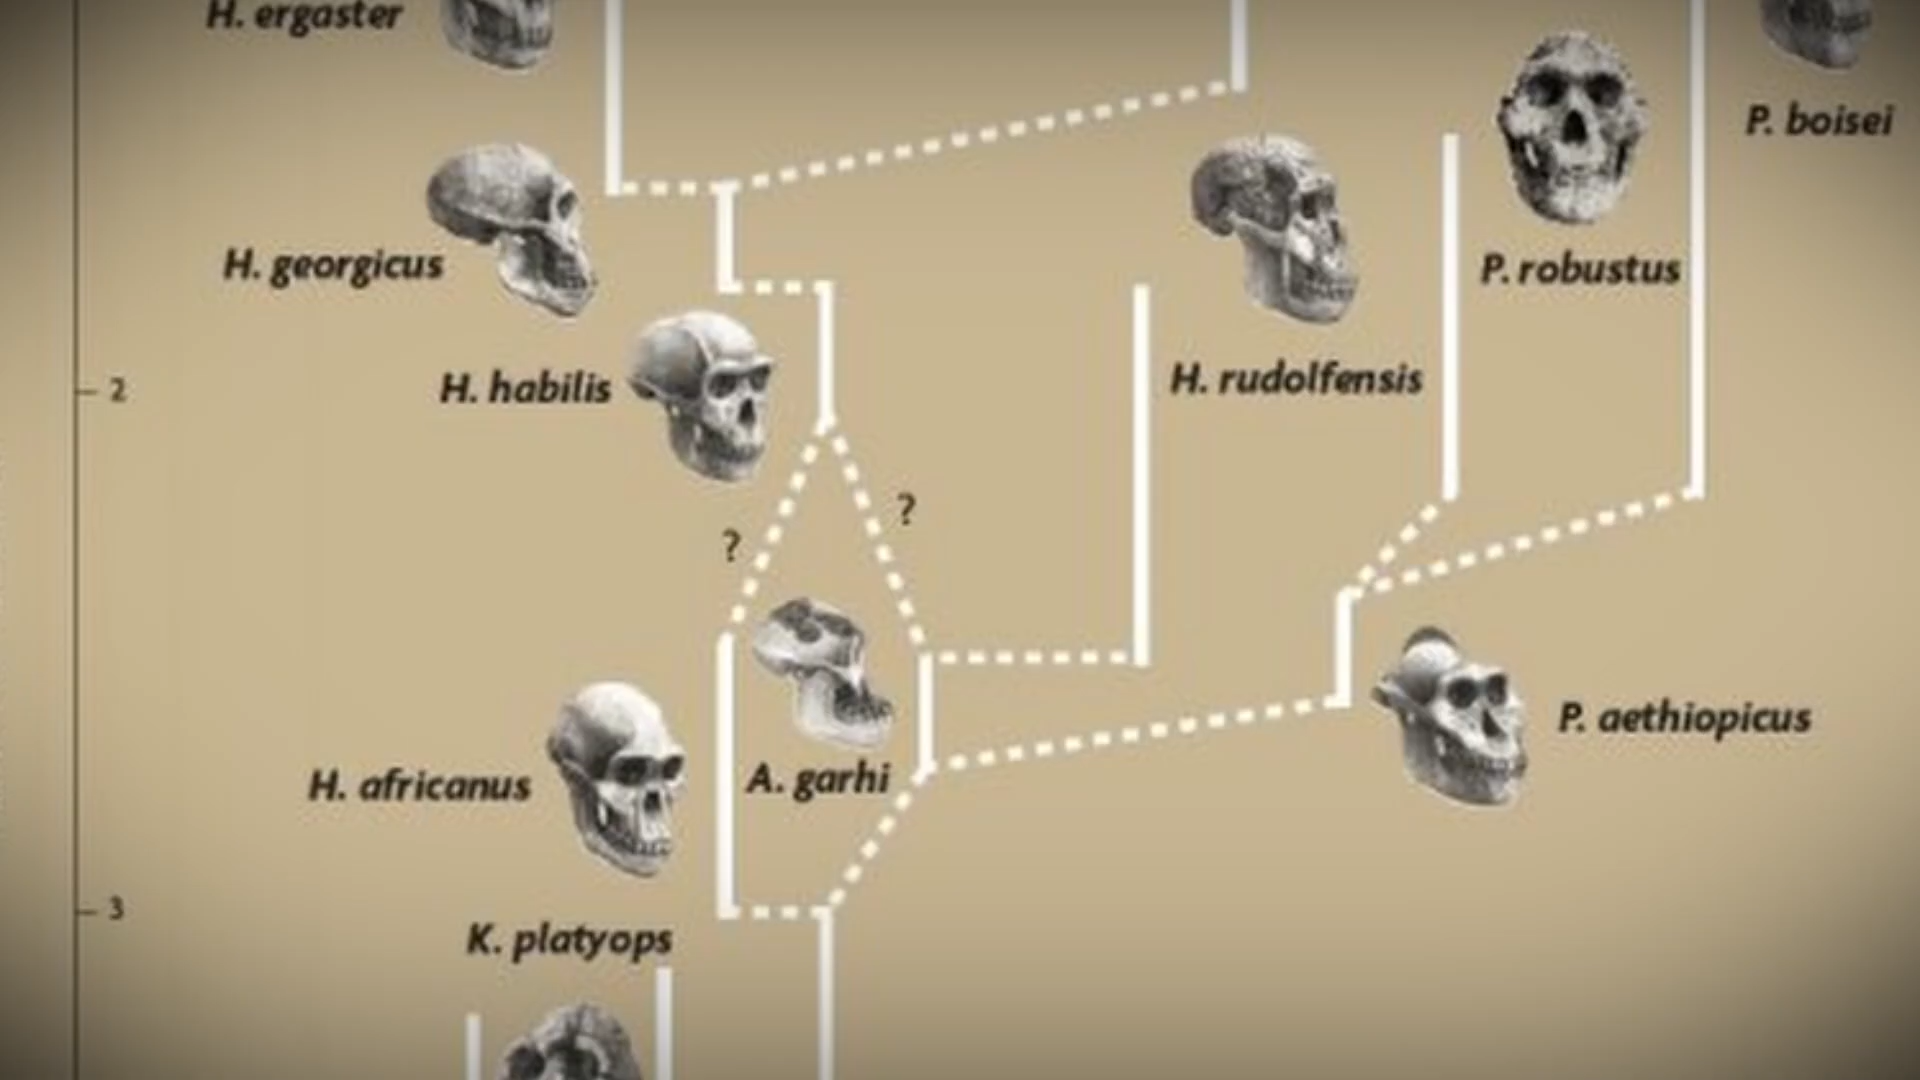 H. ergaster
P. boisei
H. georgicus
P. robustus
H. habilis
H. rudolfensis
2
?
?
P. aethiopicus
H. africanus
A. garhi
3
K. platyops